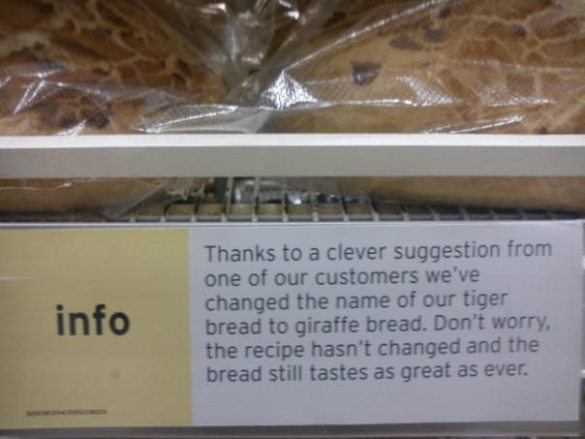 Thanks to a clever suggestion from
one of our customers we've
changed the name of our tiger
bread to giraffe bread. Don't worry,
the recipe hasn't changed and the
bread still tastes as great as ever.
info